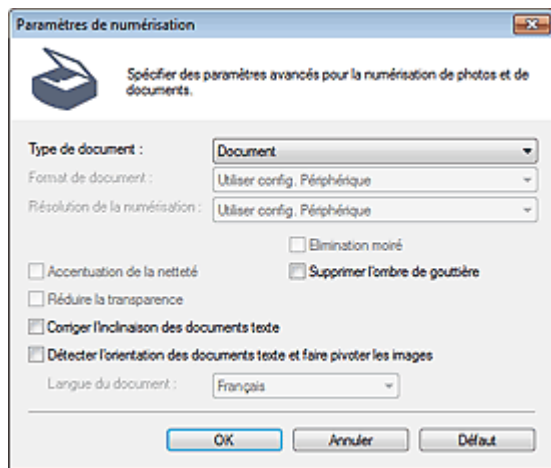 Paramètres de numérisation
Spécifier des paramètres avancés pour la numérisation de photos et de
documents.
Type de document : Document
Format de document : Utiliser config. Périphérique
Résolution de la numérisation : Utiliser config. Périphérique
Elimination moiré
Accentuation de la netteté Supprimer l'ombre de gouttière
Réduire la transparence
Corriger l'inclinaison des documents texte
Détecter l'orientation des documents texte et faire pivoter les images
Langue du document : Français
OK Annuler Défaut